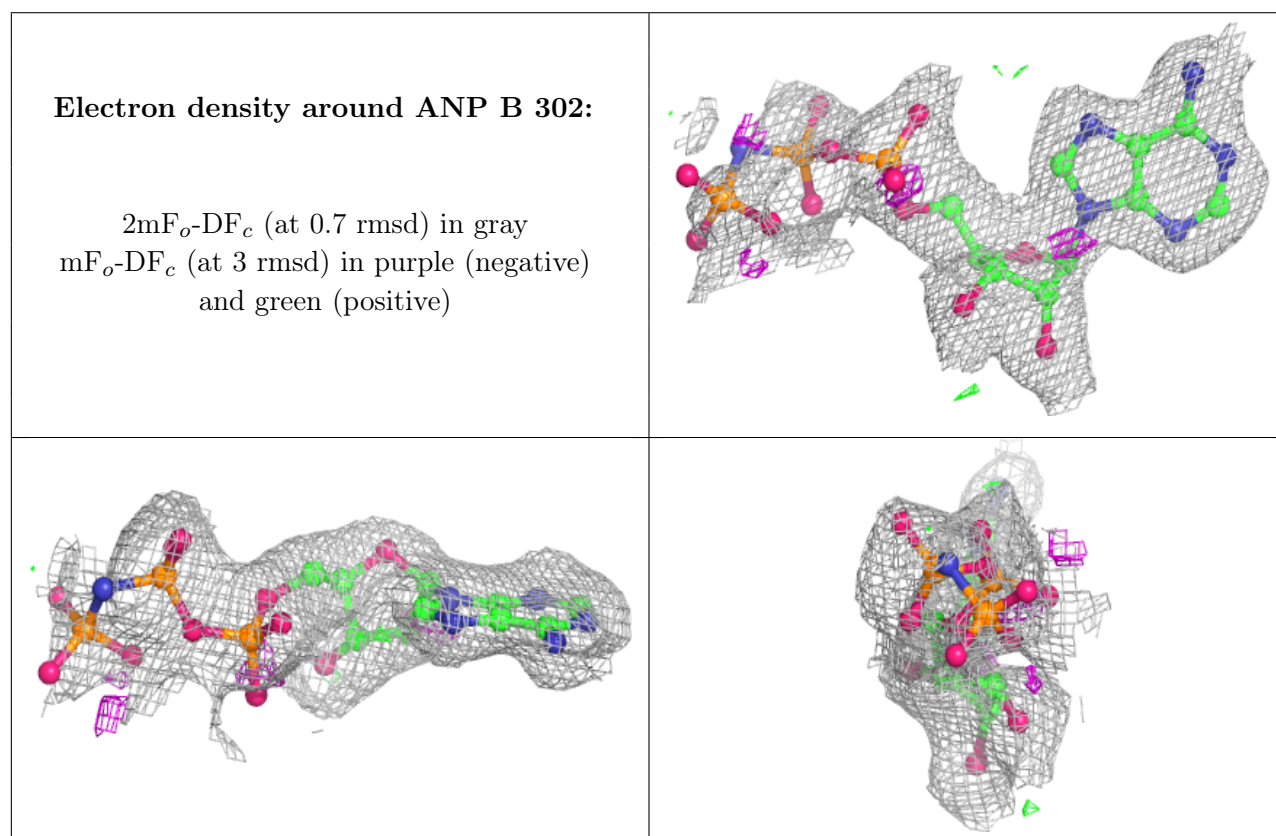 Electron density around ANP B 302:
2mFₒ-DF𝒸 (at 0.7 rmsd) in gray
mFₒ-DF𝒸 (at 3 rmsd) in purple (negative)
and green (positive)